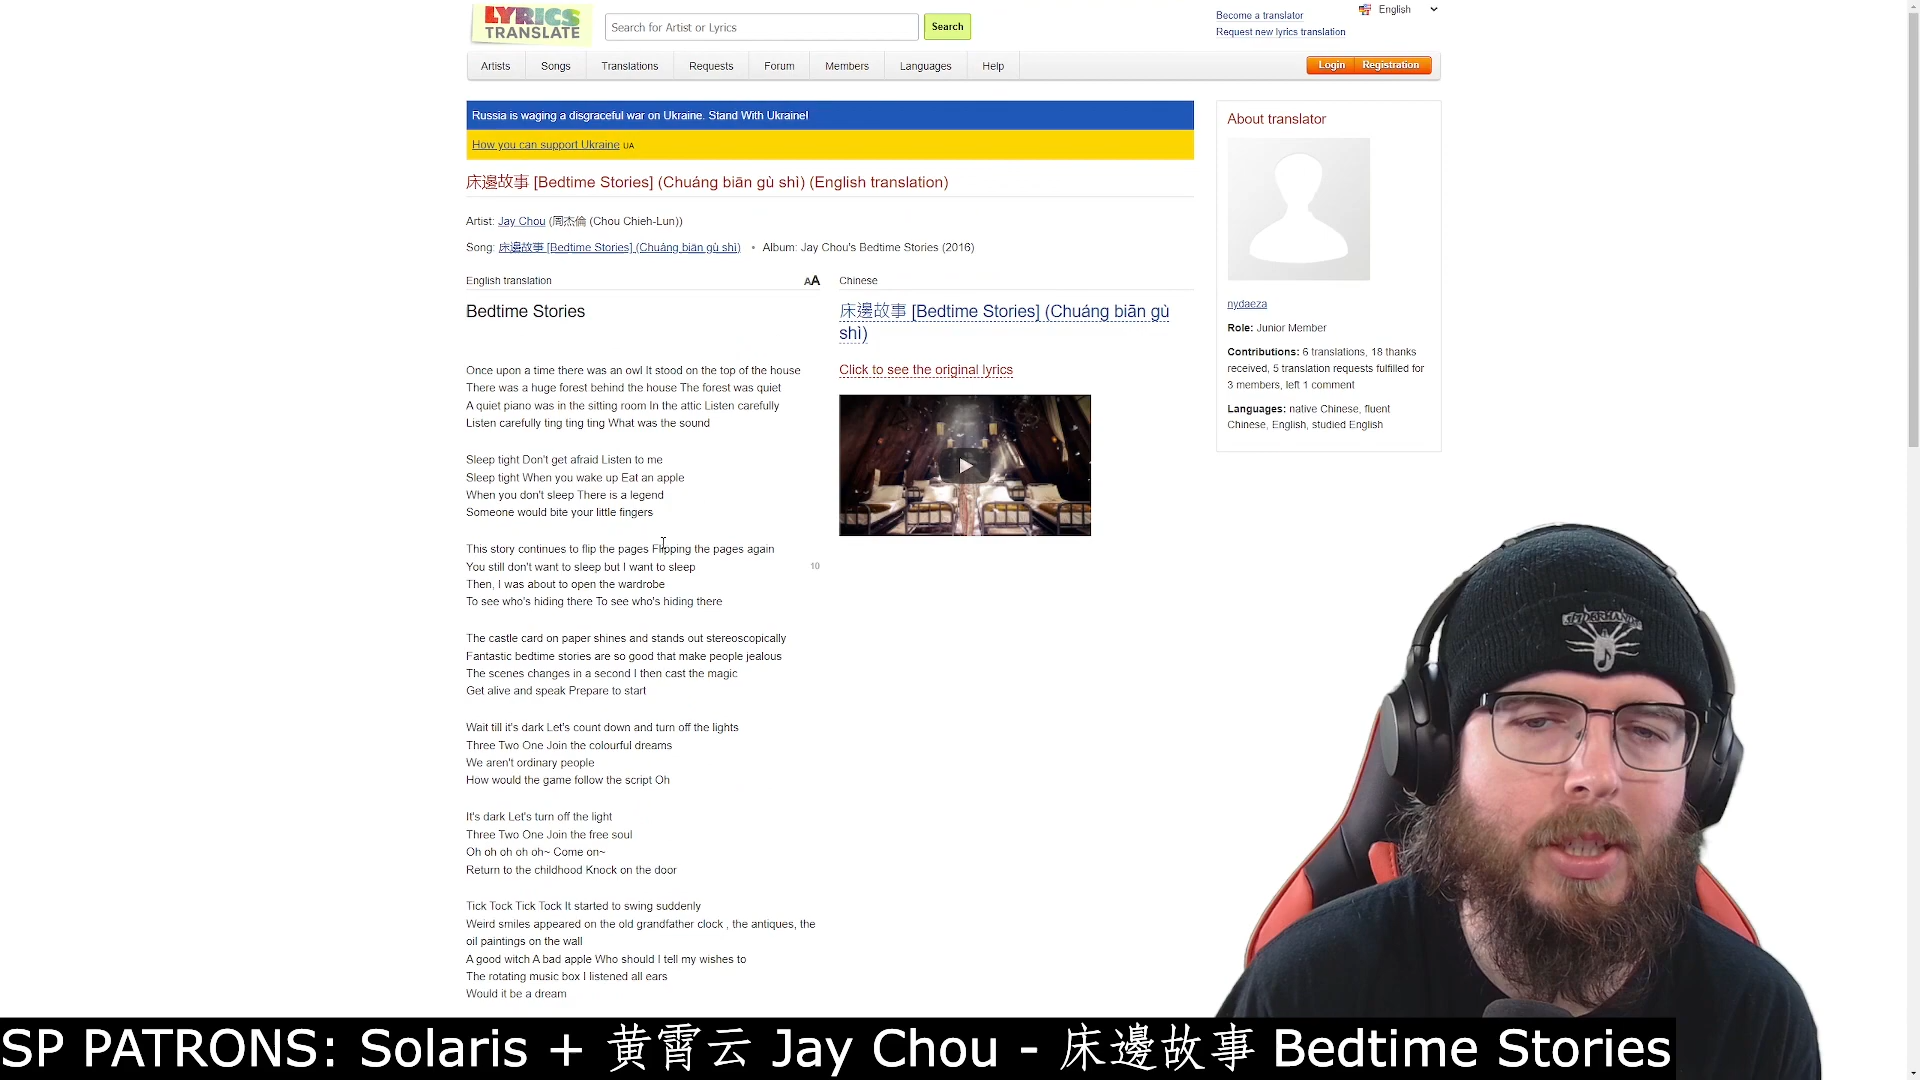 LYRICS
TRANSLATE
Search for Artist or Lyrics
Search
Become a translator
Request new lyrics translation
English
Artists
Songs
Translations
Requests
Forum
Members
Languages
Help
Login
Registration
Russia is waging a disgraceful war on Ukraine. Stand With Ukraine!
How you can support Ukraine UA
床邊故事 [Bedtime Stories] (Chuáng biān gù shì) (English translation)
Artist: Jay Chou (周杰倫 (Chou Chieh-Lun))
Song: 床邊故事 [Bedtime Stories] (Chuáng biān gù shì) • Album: Jay Chou's Bedtime Stories (2016)
English translation
AA
Bedtime Stories
Once upon a time there was an owl It stood on the top of the house
There was a huge forest behind the house The forest was quiet
A quiet piano was in the sitting room In the attic Listen carefully
Listen carefully ting ting ting What was the sound
Sleep tight Don't get afraid Listen to me
Sleep tight When you wake up Eat an apple
When you don't sleep There is a legend
Someone would bite your little fingers
This story continues to flip the pages Flipping the pages again
You still don't want to sleep but I want to sleep
10
Then, I was about to open the wardrobe
To see who's hiding there To see who's hiding there
The castle card on paper shines and stands out stereoscopically
Fantastic bedtime stories are so good that make people jealous
The scenes changes in a second I then cast the magic
Get alive and speak Prepare to start
Wait till it's dark Let's count down and turn off the lights
Three Two One Join the colourful dreams
We aren't ordinary people
How would the game follow the script Oh
It's dark Let's turn off the light
Three Two One Join the free soul
Oh oh oh oh oh~ Come on~
Return to the childhood Knock on the door
Tick Tock Tick Tock It started to swing suddenly
Weird smiles appeared on the old grandfather clock , the antiques, the
oil paintings on the wall
A good witch A bad apple Who should I tell my wishes to
The rotating music box I listened all ears
Would it be a dream
Chinese
床邊故事 [Bedtime Stories] (Chuáng biān gù
shì)
Click to see the original lyrics
About translator
nydaeza
Role: Junior Member
Contributions: 6 translations, 18 thanks
received, 5 translation requests fulfilled for
3 members, left 1 comment
Languages: native Chinese, fluent
Chinese, English, studied English
SP PATRONS: Solaris + 黄霄云 Jay Chou - 床邊故事 Bedtime Stories